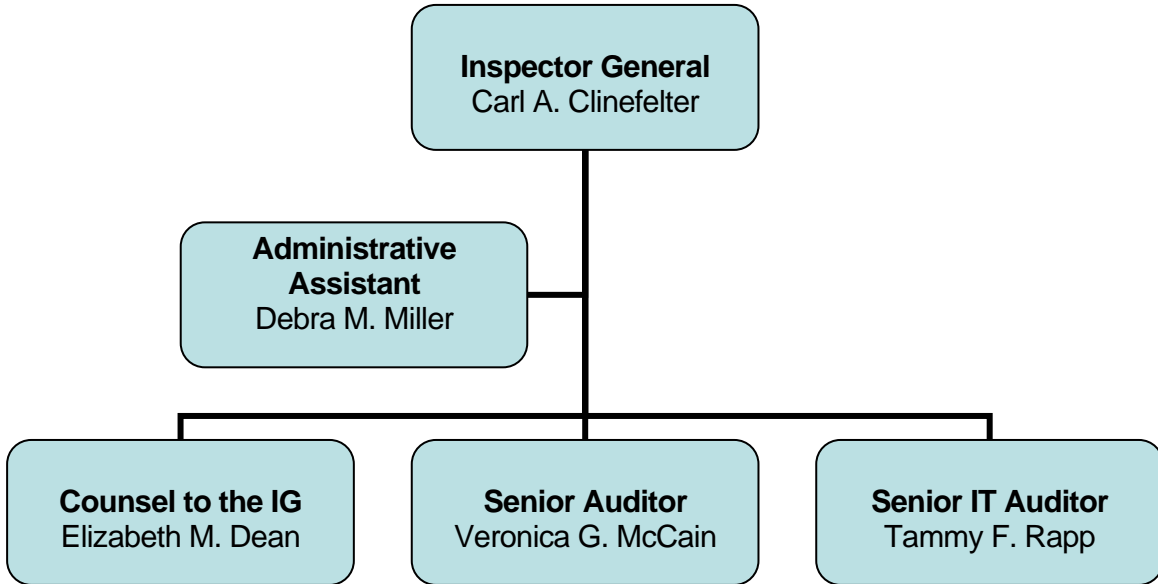 Inspector General
Carl A. Clinefelter
Administrative
Assistant
Debra M. Miller
Counsel to the IG
Elizabeth M. Dean
Senior Auditor
Veronica G. McCain
Senior IT Auditor
Tammy F. Rapp